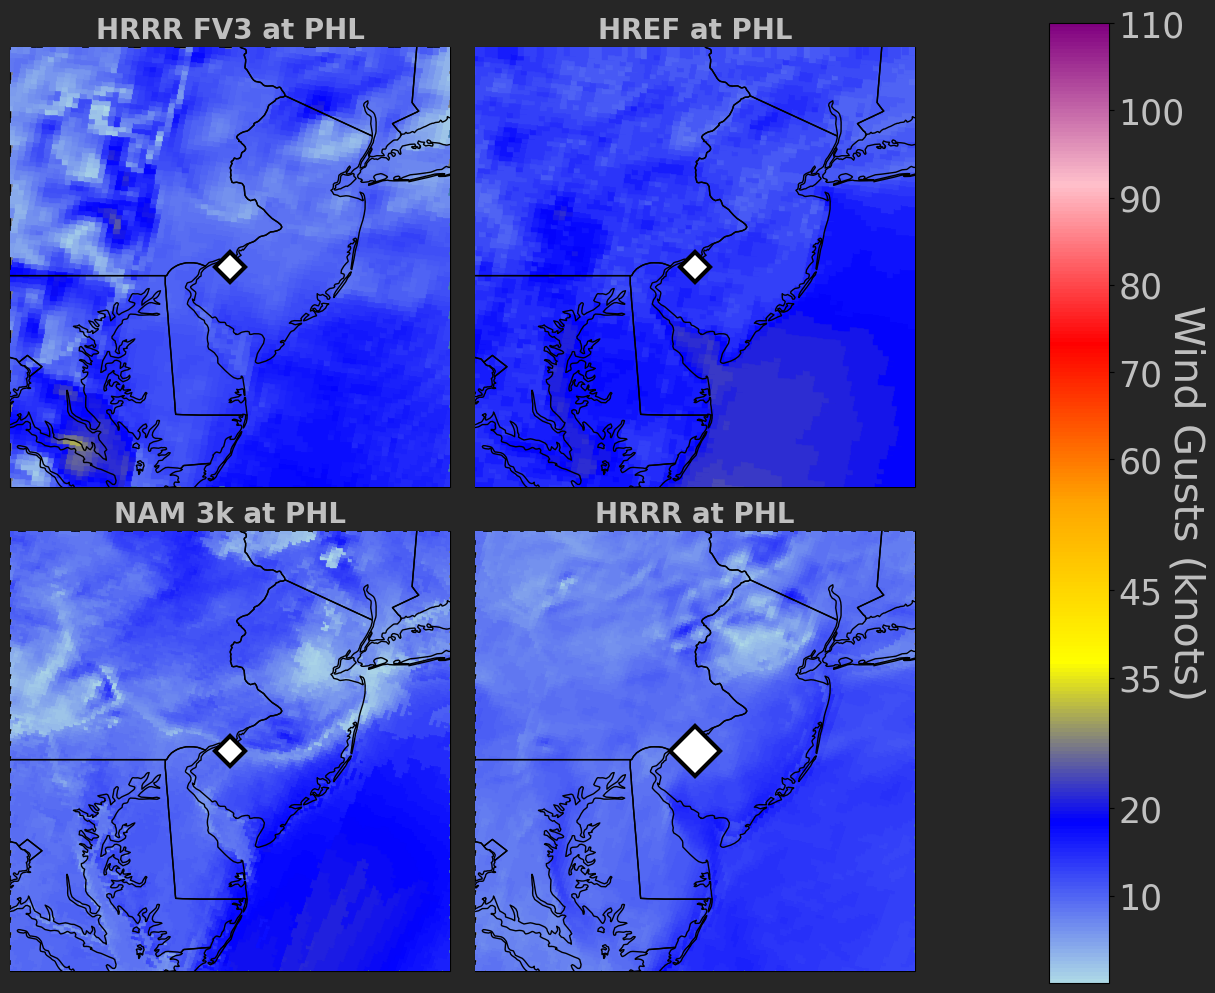 HRRR FV3 at PHL
HREF at PHL
NAM 3k at PHL
HRRR at PHL
110
100
90
80
70
60
45
35
20
10
Wind Gusts (knots)